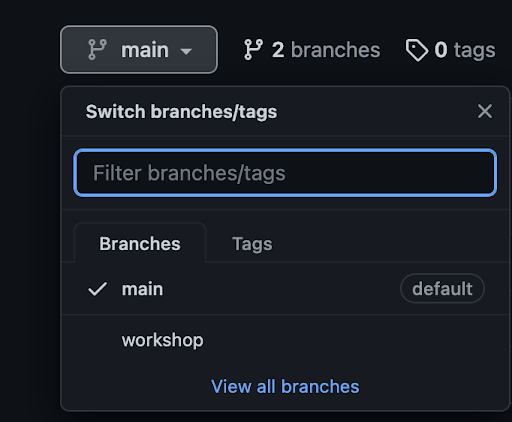 main 2 branches 0 tags
Switch branches/tags
Filter branches/tags
Branches Tags
main default
workshop
View all branches